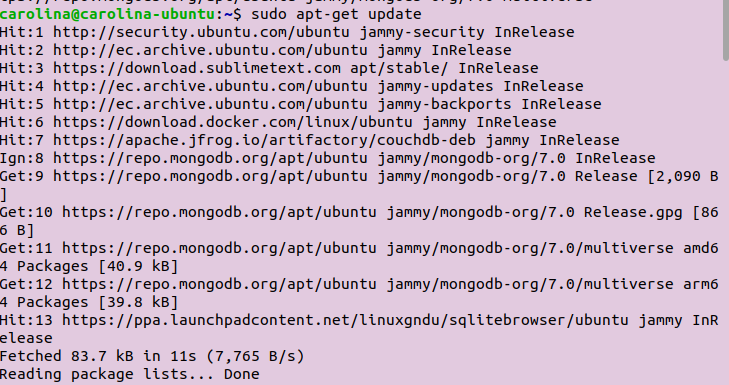 carolina@carolina-ubuntu:~$ sudo apt-get update
Hit:1 http://security.ubuntu.com/ubuntu jammy-security InRelease
Hit:2 http://ec.archive.ubuntu.com/ubuntu jammy InRelease
Hit:3 https://download.sublimetext.com apt/stable/ InRelease
Hit:4 http://ec.archive.ubuntu.com/ubuntu jammy-updates InRelease
Hit:5 http://ec.archive.ubuntu.com/ubuntu jammy-backports InRelease
Hit:6 https://download.docker.com/linux/ubuntu jammy InRelease
Hit:7 https://apache.jfrog.io/artifactory/couchdb-deb jammy InRelease
Ign:8 https://repo.mongodb.org/apt/ubuntu jammy/mongodb-org/7.0 InRelease
Get:9 https://repo.mongodb.org/apt/ubuntu jammy/mongodb-org/7.0 Release [2,090 B
]
Get:10 https://repo.mongodb.org/apt/ubuntu jammy/mongodb-org/7.0 Release.gpg [86
6 B]
Get:11 https://repo.mongodb.org/apt/ubuntu jammy/mongodb-org/7.0/multiverse amd6
4 Packages [40.9 kB]
Get:12 https://repo.mongodb.org/apt/ubuntu jammy/mongodb-org/7.0/multiverse arm6
4 Packages [39.8 kB]
Hit:13 https://ppa.launchpadcontent.net/linuxgndu/sqlitebrowser/ubuntu jammy InR
elease
Fetched 83.7 kB in 11s (7,765 B/s)
Reading package lists... Done